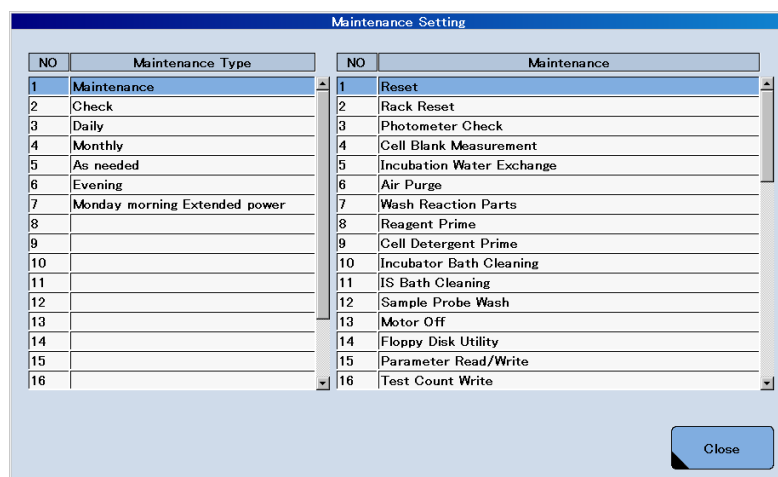 Maintenance Setting
NO Maintenance Type NO Maintenance
1 Maintenance 1 Reset
2 Check 2 Rack Reset
3 Daily 3 Photometer Check
4 Monthly 4 Cell Blank Measurement
5 As needed 5 Incubation Water Exchange
6 Evening 6 Air Purge
7 Monday morning Extended power 7 Wash Reaction Parts
8 8 Reagent Prime
9 9 Cell Detergent Prime
10 10 Incubator Bath Cleaning
11 11 IS Bath Cleaning
12 12 Sample Probe Wash
13 13 Motor Off
14 14 Floppy Disk Utility
15 15 Parameter Read/Write
16 16 Test Count Write
Close